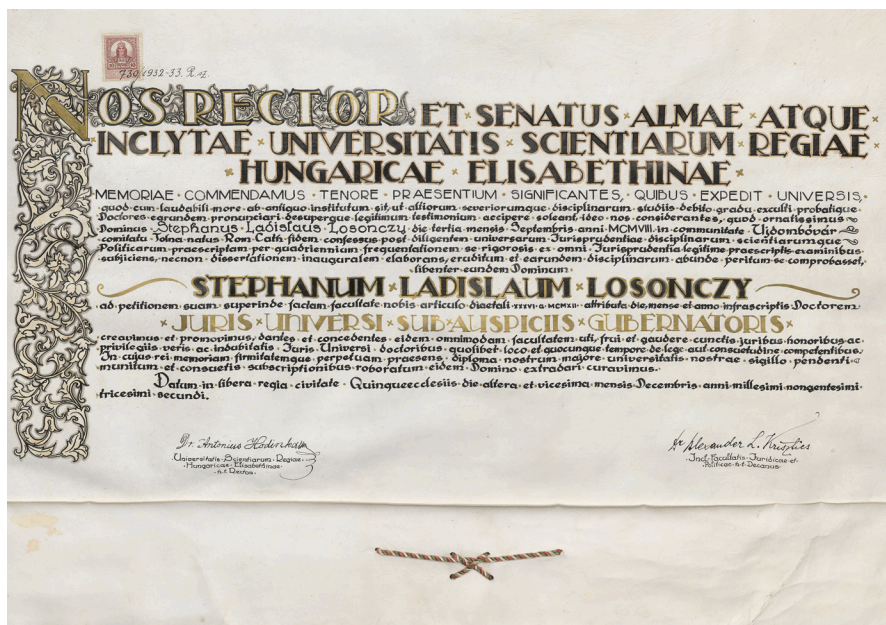 730/1932-33. R. sz.
NOS RECTOR ET · SENATUS · ALMAE · ATQUE ·
INCLYTAE · UNIVERSITATIS · SCIENTIARUM · REGIAE
· HUNGARICAE · ELISABETHINAE ·
MEMORIAE · COMMENDAMUS · TENORE · PRAESENTIUM · SIGNIFICANTES, · QUIBUS · EXPEDIT · UNIVERSIS,
quod·cum·laudabili·more·ab·antiquo·institutum·sit,·ut·alliorum·severiorumque·disciplinarum·studiis·debito·gradu·exculti·probatique·
Doctores·earundem·pronunciari·desuperque·legitimum·testimonium·accipere·soleant,·ideo·nos·considerantes,·quod·ornatissimus
Dominus Stephanus·Ladislaus·Losonczy·die·tertia·mensis·Septembris·anni·MCMVIII·in·communitate·Ujdombóvár
comitatu·Tolna·natus·Rom·Cath·fidem·confessus·post·diligentem·universarum·Jurisprudentiae·disciplinarum·scientiarumque
Politicarum·praescriptam·per·quadriennium·frequentationem·se·rigorosis·ex·omni·Jurisprudentia·legitime·praescriptis·examinibus·
subjiciens,·necnon·dissertationem·inauguralem·elaborans,·eruditum·et·earundem·disciplinarum·abunde·peritum·se·comprobasset,
·libenter·eundem·Dominum·
STEPHANUM · LADISLAUM · LOSONCZY
ad·petitionem·suam·superinde·factam·facultate·nobis·articulo·diaetali·XXXVI·a·MCMXII·attributa·die,·mense·et·anno·infrascriptis·Doctorem
· JURIS · UNIVERSI · SUB · AUSPICIIS · GUBERNATORIS ·
creavimus·et·pronovimus,·dantes·et·concedentes·eidem·omnimodam·facultatem·uti,·frui·et·gaudere·cunctis·juribus·honoribus·ac·
privilegiis·veris·ac·indubitatis·Juris·Universi·doctoribus·quolibet·loco·et·quocunque·tempore·de·lege·aut·consuetudine·competentibus.
In·cujus·rei·memoriam·firmitatemque·perpetuam·praesens·diploma·nostrum·majore·universitatis·nostrae·sigillo·pendenti·
munitum·et·consuetis·subscriptionibus·roboratum·eidem·Domino·extradari·curavimus.
Datum·in·libera·regia·civitate·Quinqueecclesiis·die·altera·et·vicesima·mensis·Decembris·anni·millesimi·nongentesimi·
tricesimi·secundi.
Dr. Antonius Hodinka
Universitatis·Scientiarum·Regiae·
·Hungaricae·Elisabethinae·
·h·t·Rector·
Dr Alexander L. Krisztics
·Incl·Facultatis·Juridicae·et·
·Politicae·h·t·Decanus·